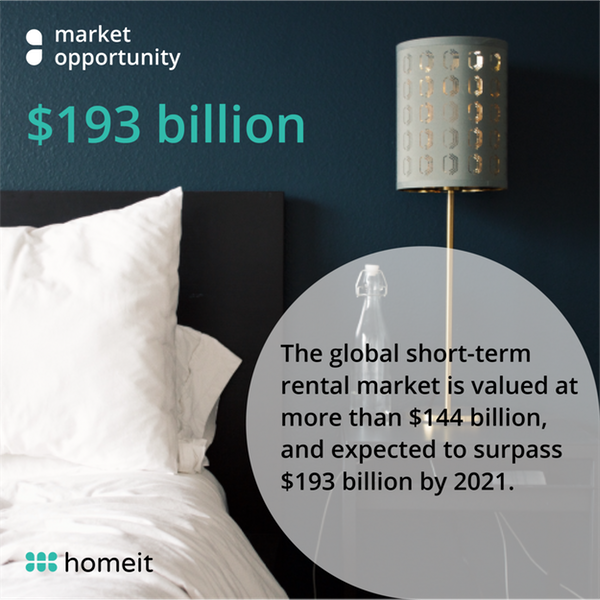 market
opportunity
$193 billion
The global short-term
rental market is valued at
more than $144 billion,
and expected to surpass
$193 billion by 2021.
homeit